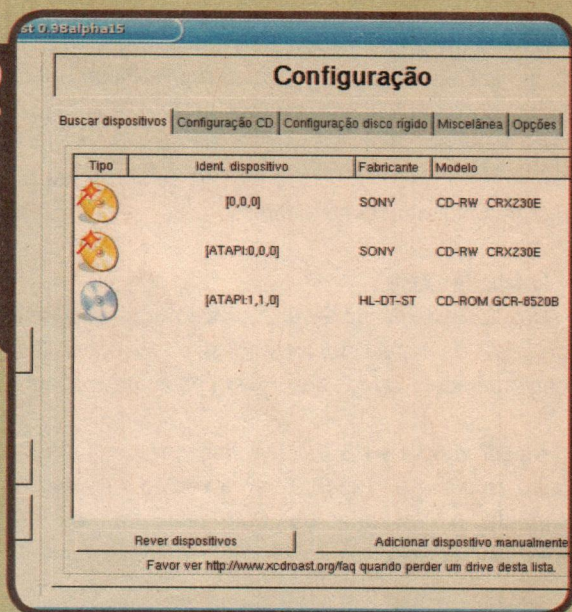 st 0.98alpha15
Configuração
Buscar dispositivos Configuração CD Configuração disco rígido Miscelânea Opções
Tipo Ident. dispositivo Fabricante Modelo
[0,0,0] SONY CD-RW CRX230E
[ATAPI:0,0,0] SONY CD-RW CRX230E
[ATAPI:1,1,0] HL-DT-ST CD-ROM GCR-8520B
Rever dispositivos Adicionar dispositivo manualmente
Favor ver http://www.xcdroast.org/faq quando perder um drive desta lista.